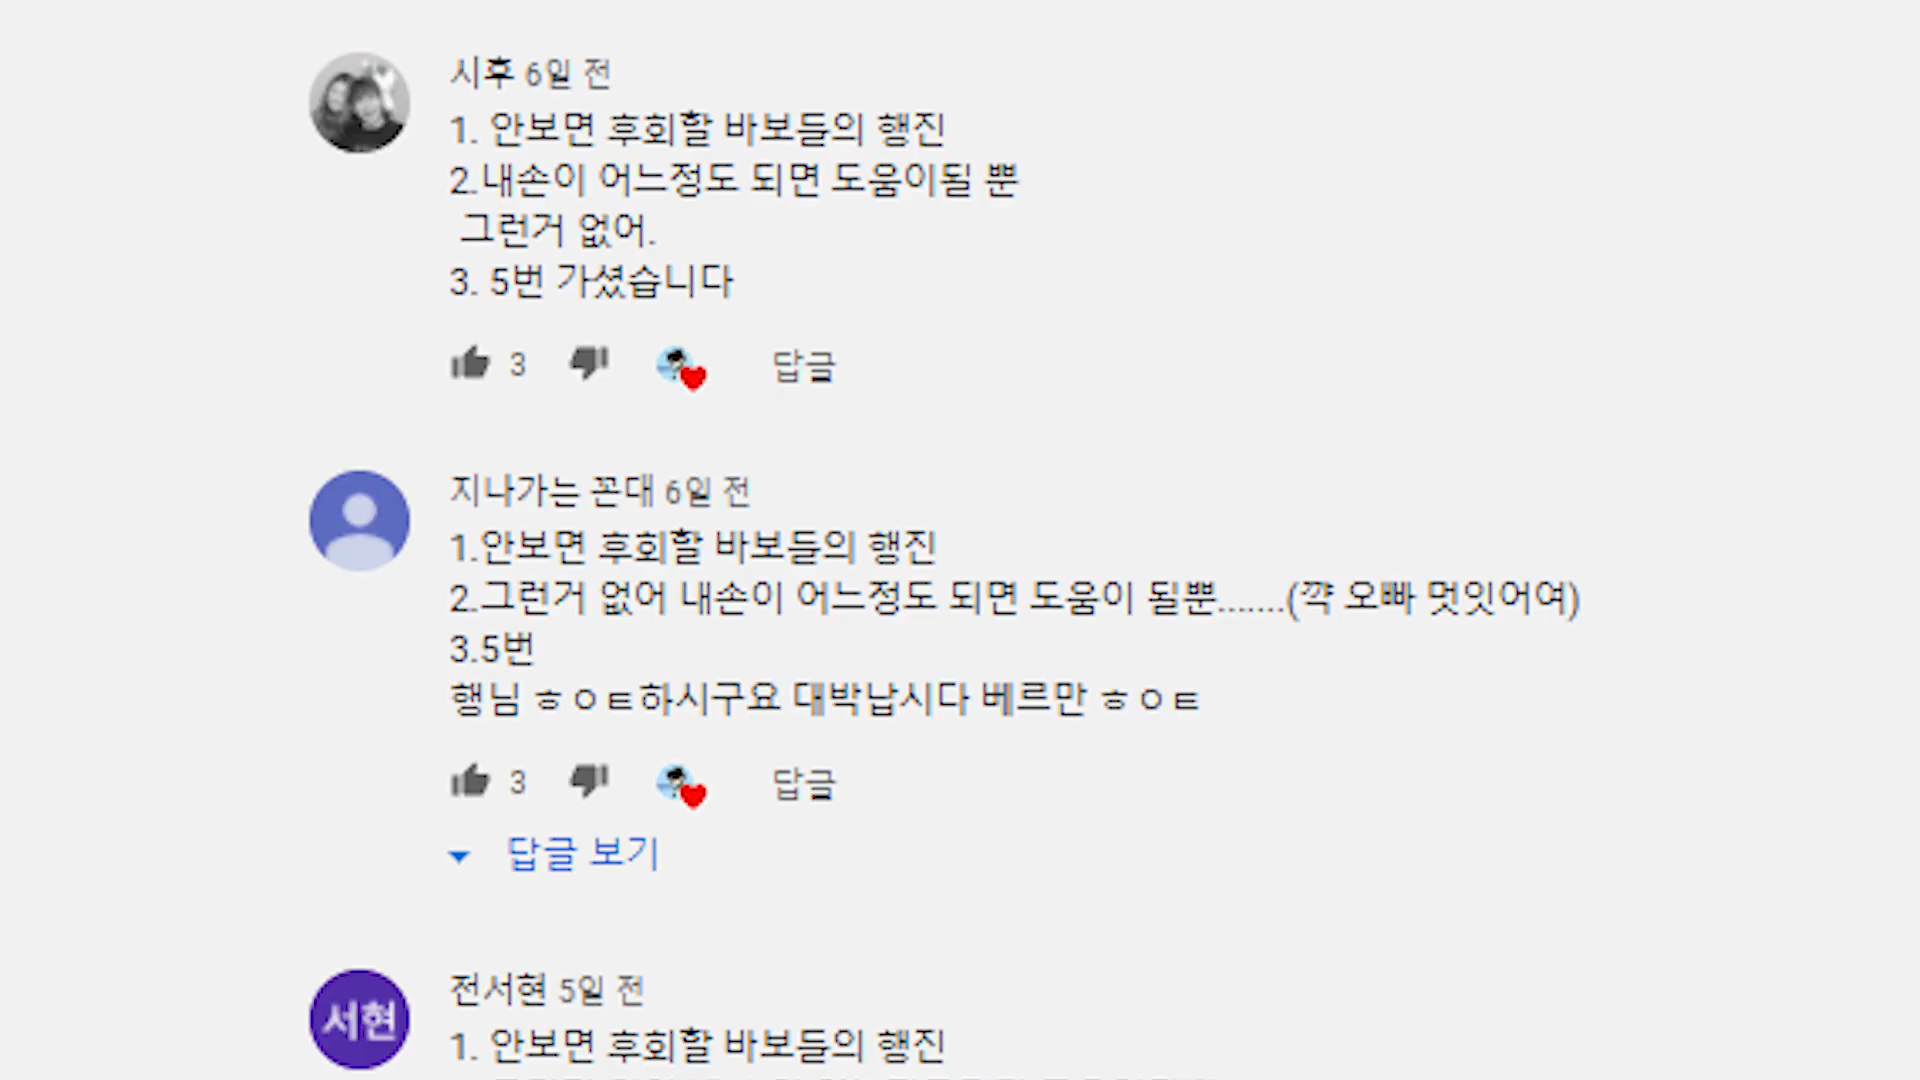 시후 6일 전
1. 안보면 후회할 바보들의 행진
2.내손이 어느정도 되면 도움이될 뿐
그런거 없어.
3. 5번 가셨습니다
3 답글
지나가는 꼰대 6일 전
1.안보면 후회할 바보들의 행진
2.그런거 없어 내손이 어느정도 되면 도움이 될뿐.......(꺅 오빠 멋잇어여)
3.5번
행님 ㅎㅇㅌ하시구요 대박납시다 베르만 ㅎㅇㅌ
3 답글
답글 보기
서현
전서현 5일 전
1. 안보면 후회할 바보들의 행진